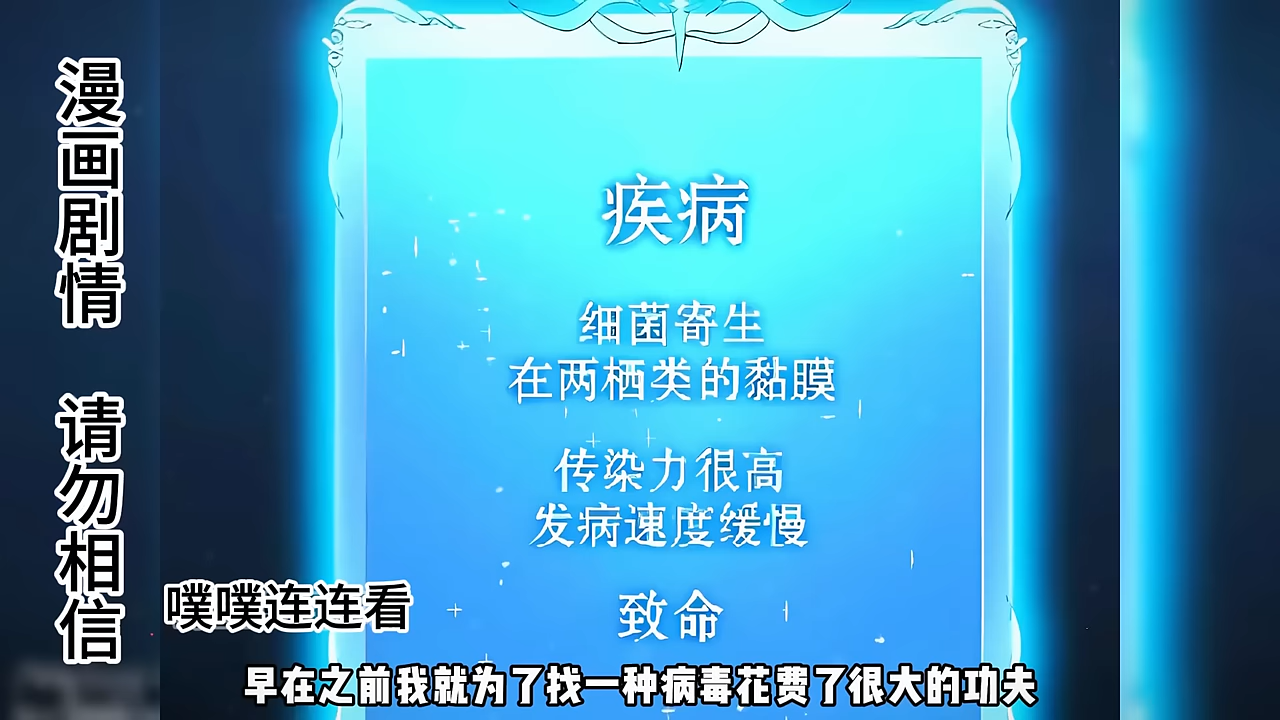 漫画剧情 请勿相信
疾病
细菌寄生
在两栖类的黏膜
传染力很高
发病速度缓慢
致命
噗噗连连看
早在之前我就为了找一种病毒花费了很大的功夫